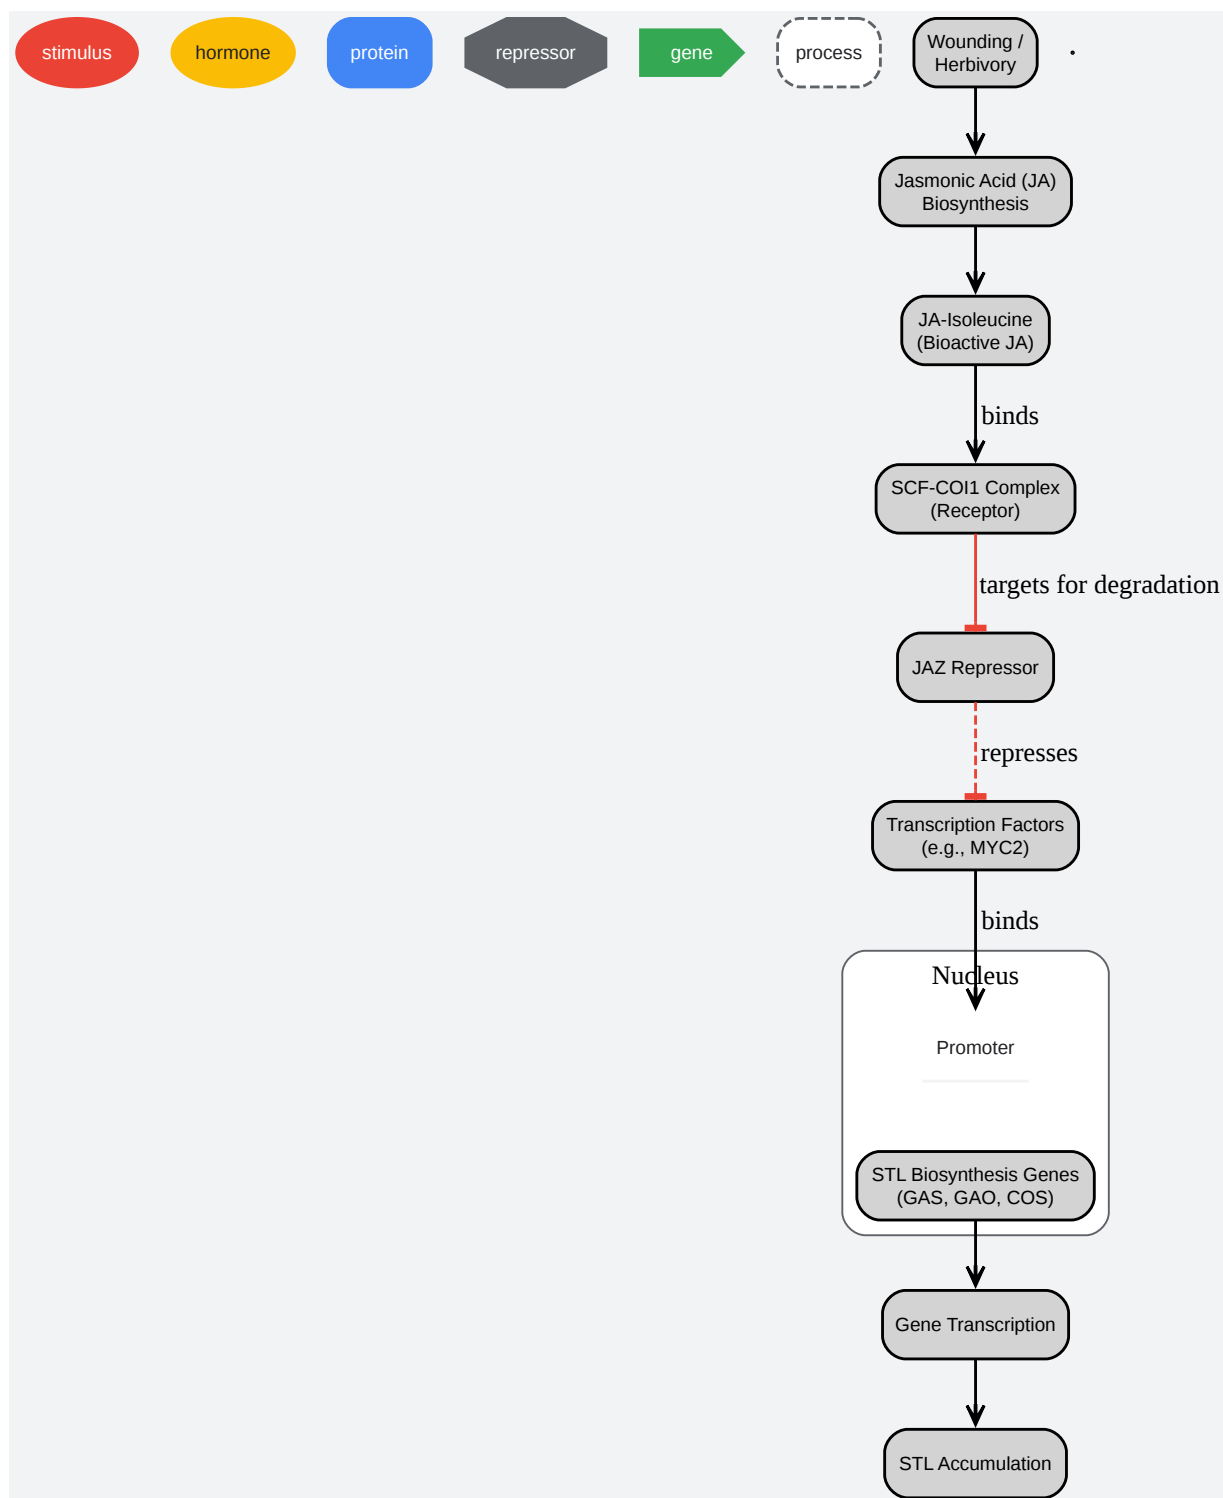 stimulus
hormone
protein
repressor
gene
process
Wounding /
Herbivory
Jasmonic Acid (JA)
Biosynthesis
JA-Isoleucine
(Bioactive JA)
binds
SCF-COI1 Complex
(Receptor)
targets for degradation
JAZ Repressor
represses
Transcription Factors
(e.g., MYC2)
binds
Nucleus
Promoter
STL Biosynthesis Genes
(GAS, GAO, COS)
Gene Transcription
STL Accumulation